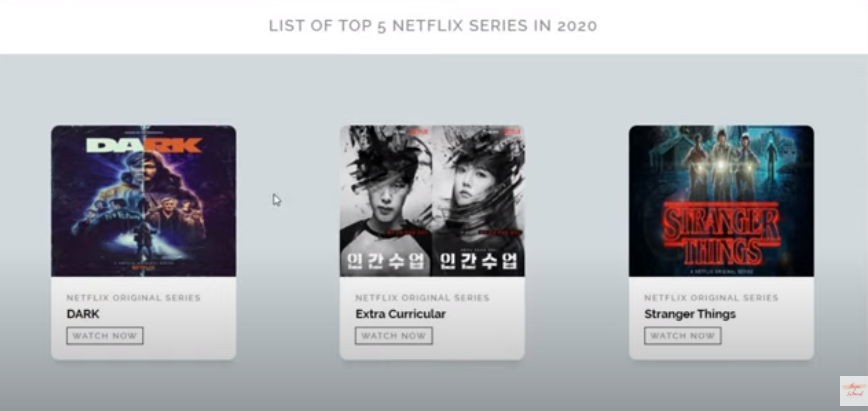 LIST OF TOP 5 NETFLIX SERIES IN 2020
DARK
NETFLIX
인간수업
인간수업
STRANGER
THINGS
A NETFLIX ORIGINAL SERIES
NETFLIX ORIGINAL SERIES
DARK
WATCH NOW
NETFLIX ORIGINAL SERIES
Extra Curricular
WATCH NOW
NETFLIX ORIGINAL SERIES
Stranger Things
WATCH NOW